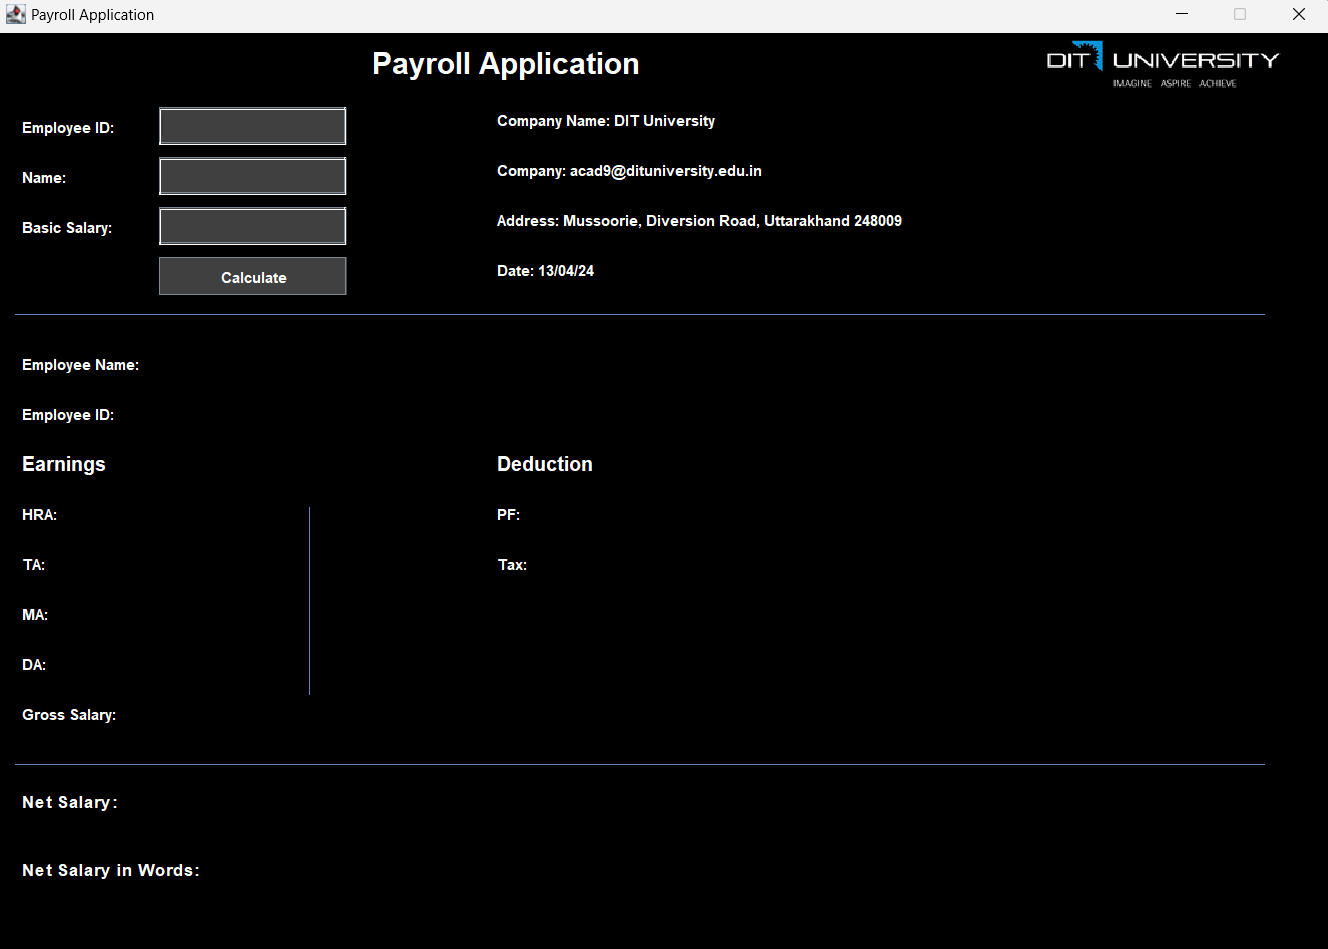 Payroll Application
Payroll Application
DIT UNIVERSITY
IMAGINE ASPIRE ACHIEVE
Employee ID:
Company Name: DIT University
Name:
Company: acad9@dituniversity.edu.in
Basic Salary:
Address: Mussoorie, Diversion Road, Uttarakhand 248009
Calculate
Date: 13/04/24
Employee Name:
Employee ID:
Earnings
Deduction
HRA:
PF:
TA:
Tax:
MA:
DA:
Gross Salary:
Net Salary:
Net Salary in Words: